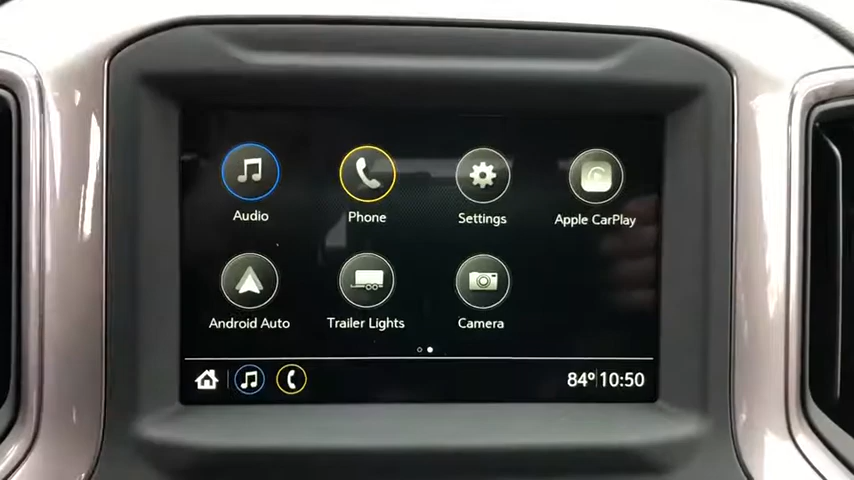 Audio
Phone
Settings
Apple CarPlay
Android Auto
Trailer Lights
Camera
84° 10:50